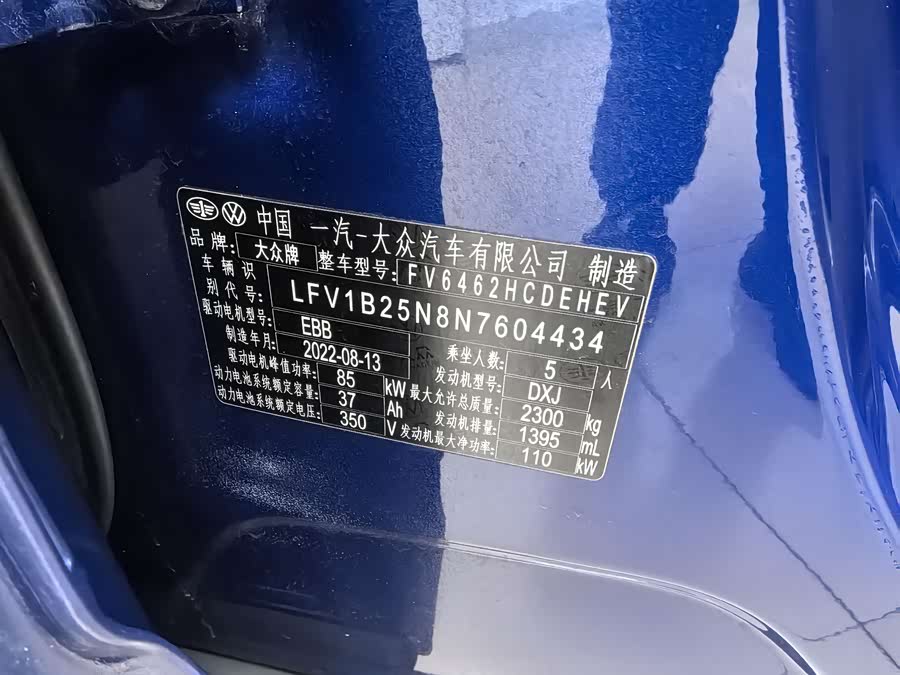 中国 一汽-大众汽车有限公司 制造
品牌: 大众牌 整车型号: FV6462HCDEHEV
车辆识别代号: LFV1B25N8N7604434
驱动电机型号: EBB 乘坐人数: 5 人
制造年月: 2022-08-13 发动机型号: DXJ
驱动电机峰值功率: 85 kW 最大允许总质量: 2300 kg
动力电池系统额定容量: 37 Ah 发动机排量: 1395 mL
动力电池系统额定电压: 350 V 发动机最大净功率: 110 kW